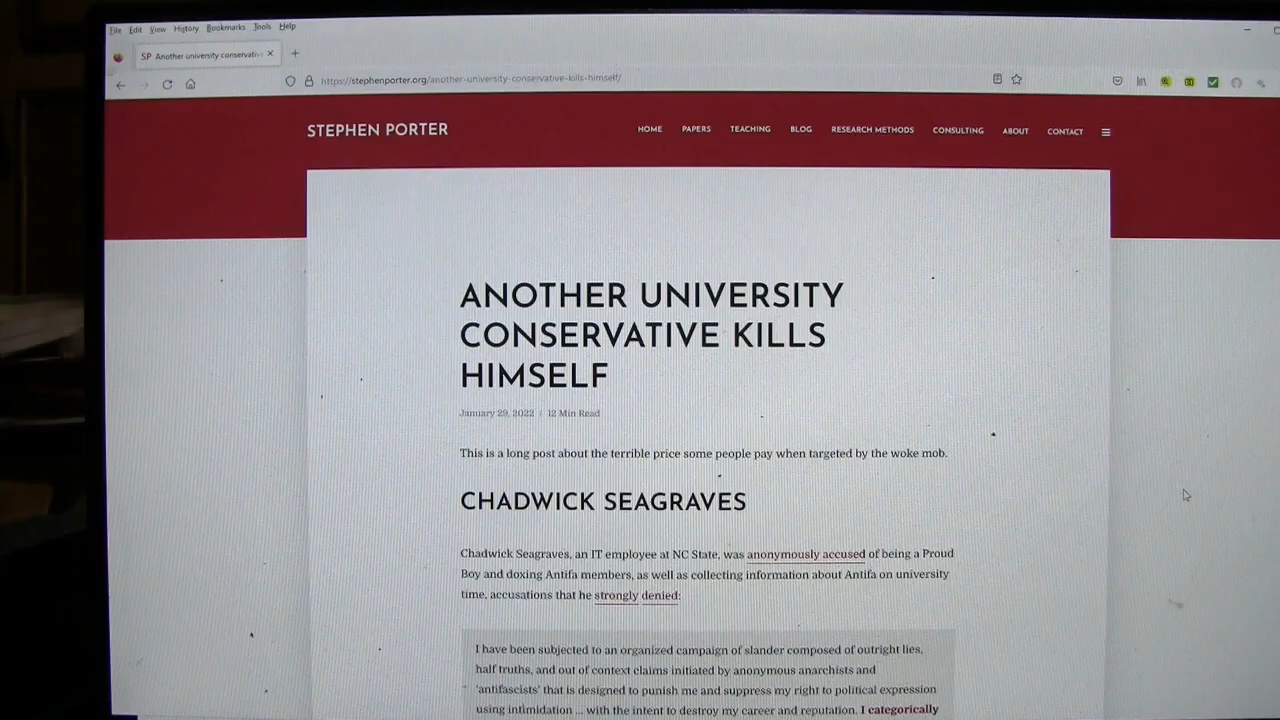 File Edit View History Bookmarks Tools Help
SP Another university conservativ
https://stephenporter.org/another-university-conservative-kills-himself/
STEPHEN PORTER
HOME PAPERS TEACHING BLOG RESEARCH METHODS CONSULTING ABOUT CONTACT
ANOTHER UNIVERSITY
CONSERVATIVE KILLS
HIMSELF
January 29, 2022 | 12 Min Read
This is a long post about the terrible price some people pay when targeted by the woke mob.
CHADWICK SEAGRAVES
Chadwick Seagraves, an IT employee at NC State, was anonymously accused of being a Proud
Boy and doxing Antifa members, as well as collecting information about Antifa on university
time, accusations that he strongly denied:
I have been subjected to an organized campaign of slander composed of outright lies,
half truths, and out of context claims initiated by anonymous anarchists and
'antifascists' that is designed to punish me and suppress my right to political expression
using intimidation ... with the intent to destroy my career and reputation. I categorically